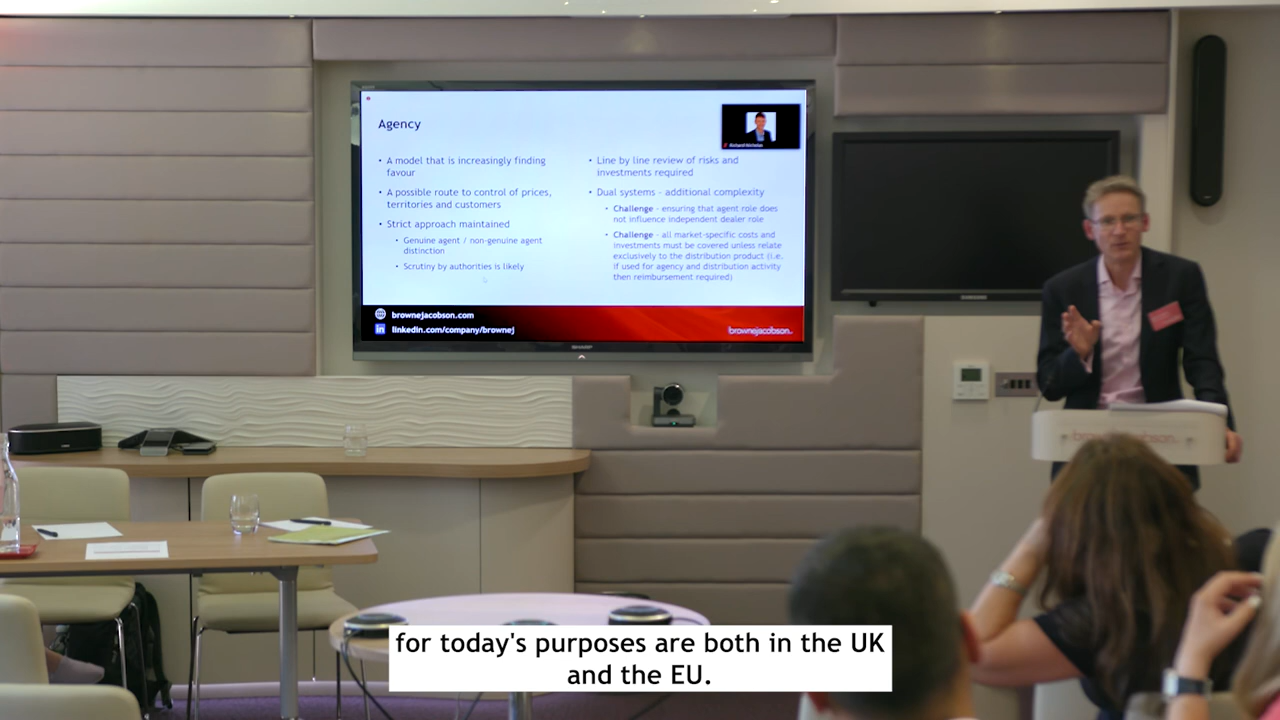 Agency
• A model that is increasingly finding
favour
• A possible route to control of prices,
territories and customers
• Strict approach maintained
• Genuine agent / non-genuine agent
distinction
• Scrutiny by authorities is likely
• Line by line review of risks and
investments required
• Dual systems - additional complexity
• Challenge - ensuring that agent role does
not influence independent dealer role
• Challenge - all market-specific costs and
investments must be covered unless relate
exclusively to the distribution product (i.e.
if used for agency and distribution activity
then reimbursement required)
Richard Nicholas
brownejacobson.com
linkedin.com/company/brownej
brownejacobson
SHARP
SAMSUNG
brownejacobson
for today's purposes are both in the UK
and the EU.